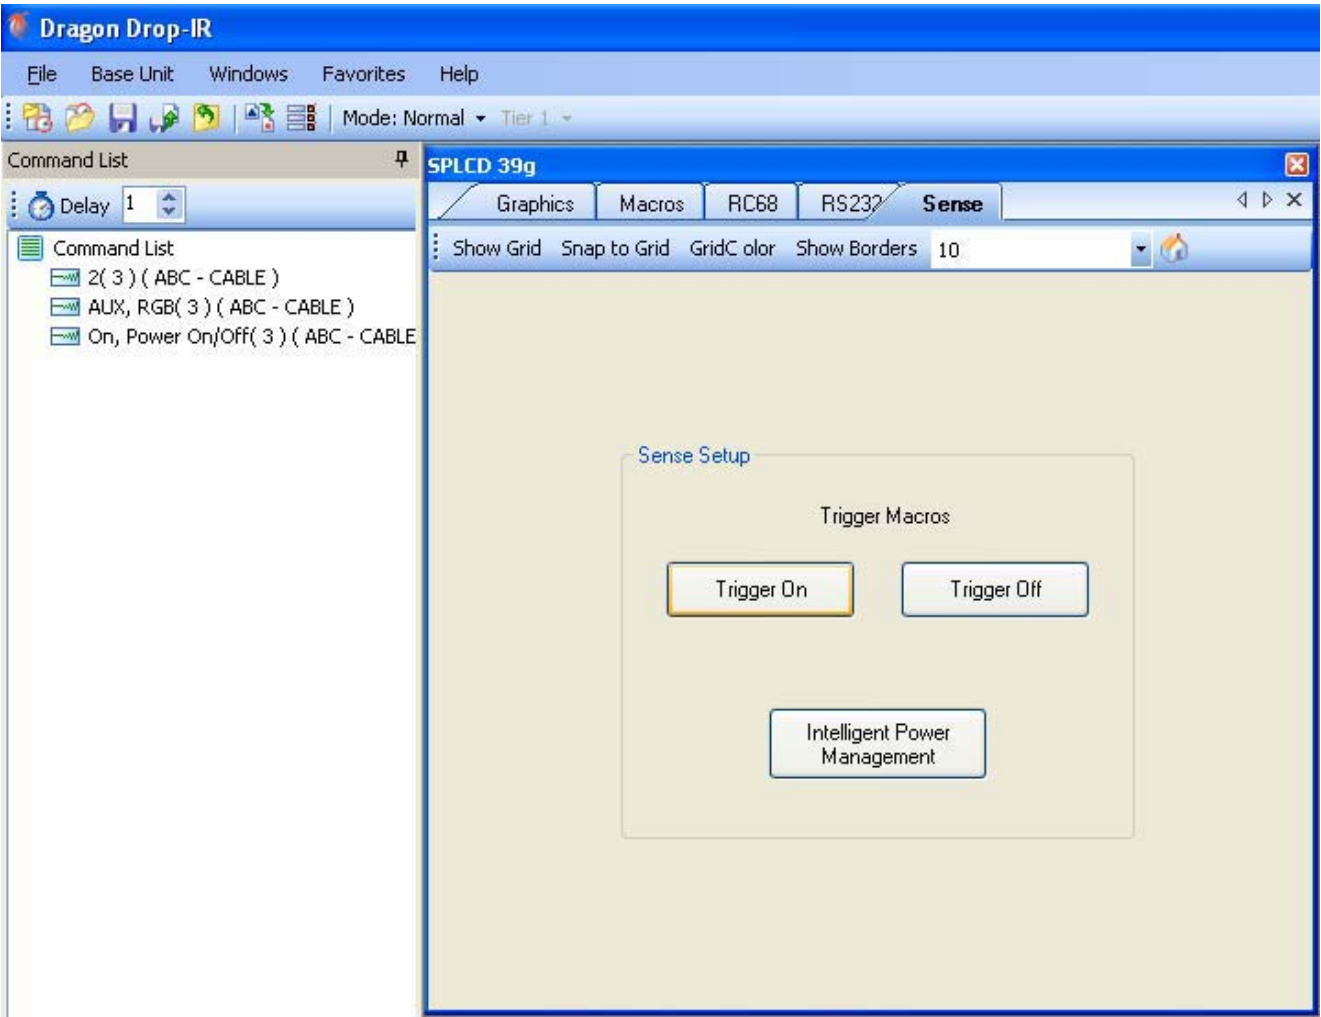 Dragon Drop-IR
File Base Unit Windows Favorites Help
Mode: Normal Tier 1
Command List
Delay 1
Command List
2( 3 ) ( ABC - CABLE )
AUX, RGB( 3 ) ( ABC - CABLE )
On, Power On/Off( 3 ) ( ABC - CABLE
SPLCD 39g
Graphics Macros RC68 RS232 Sense
Show Grid Snap to Grid GridC olor Show Borders 10
Sense Setup
Trigger Macros
Trigger On Trigger Off
Intelligent Power
Management